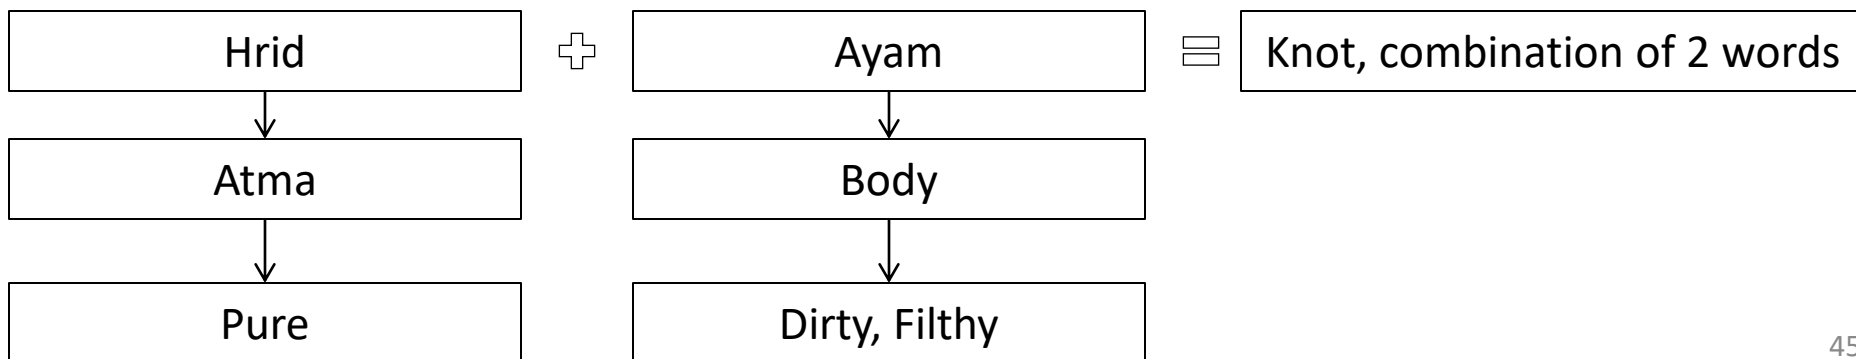 Hrid + Ayam = Knot, combination of 2 words
Atma Body
Pure Dirty, Filthy
45